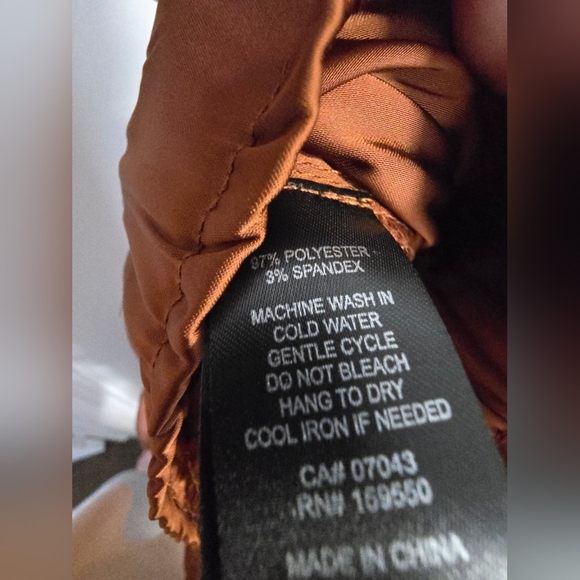 97% POLYESTER
3% SPANDEX
MACHINE WASH IN
COLD WATER
GENTLE CYCLE
DO NOT BLEACH
HANG TO DRY
COOL IRON IF NEEDED
CA# 07043
RN# 169550
MADE IN CHINA